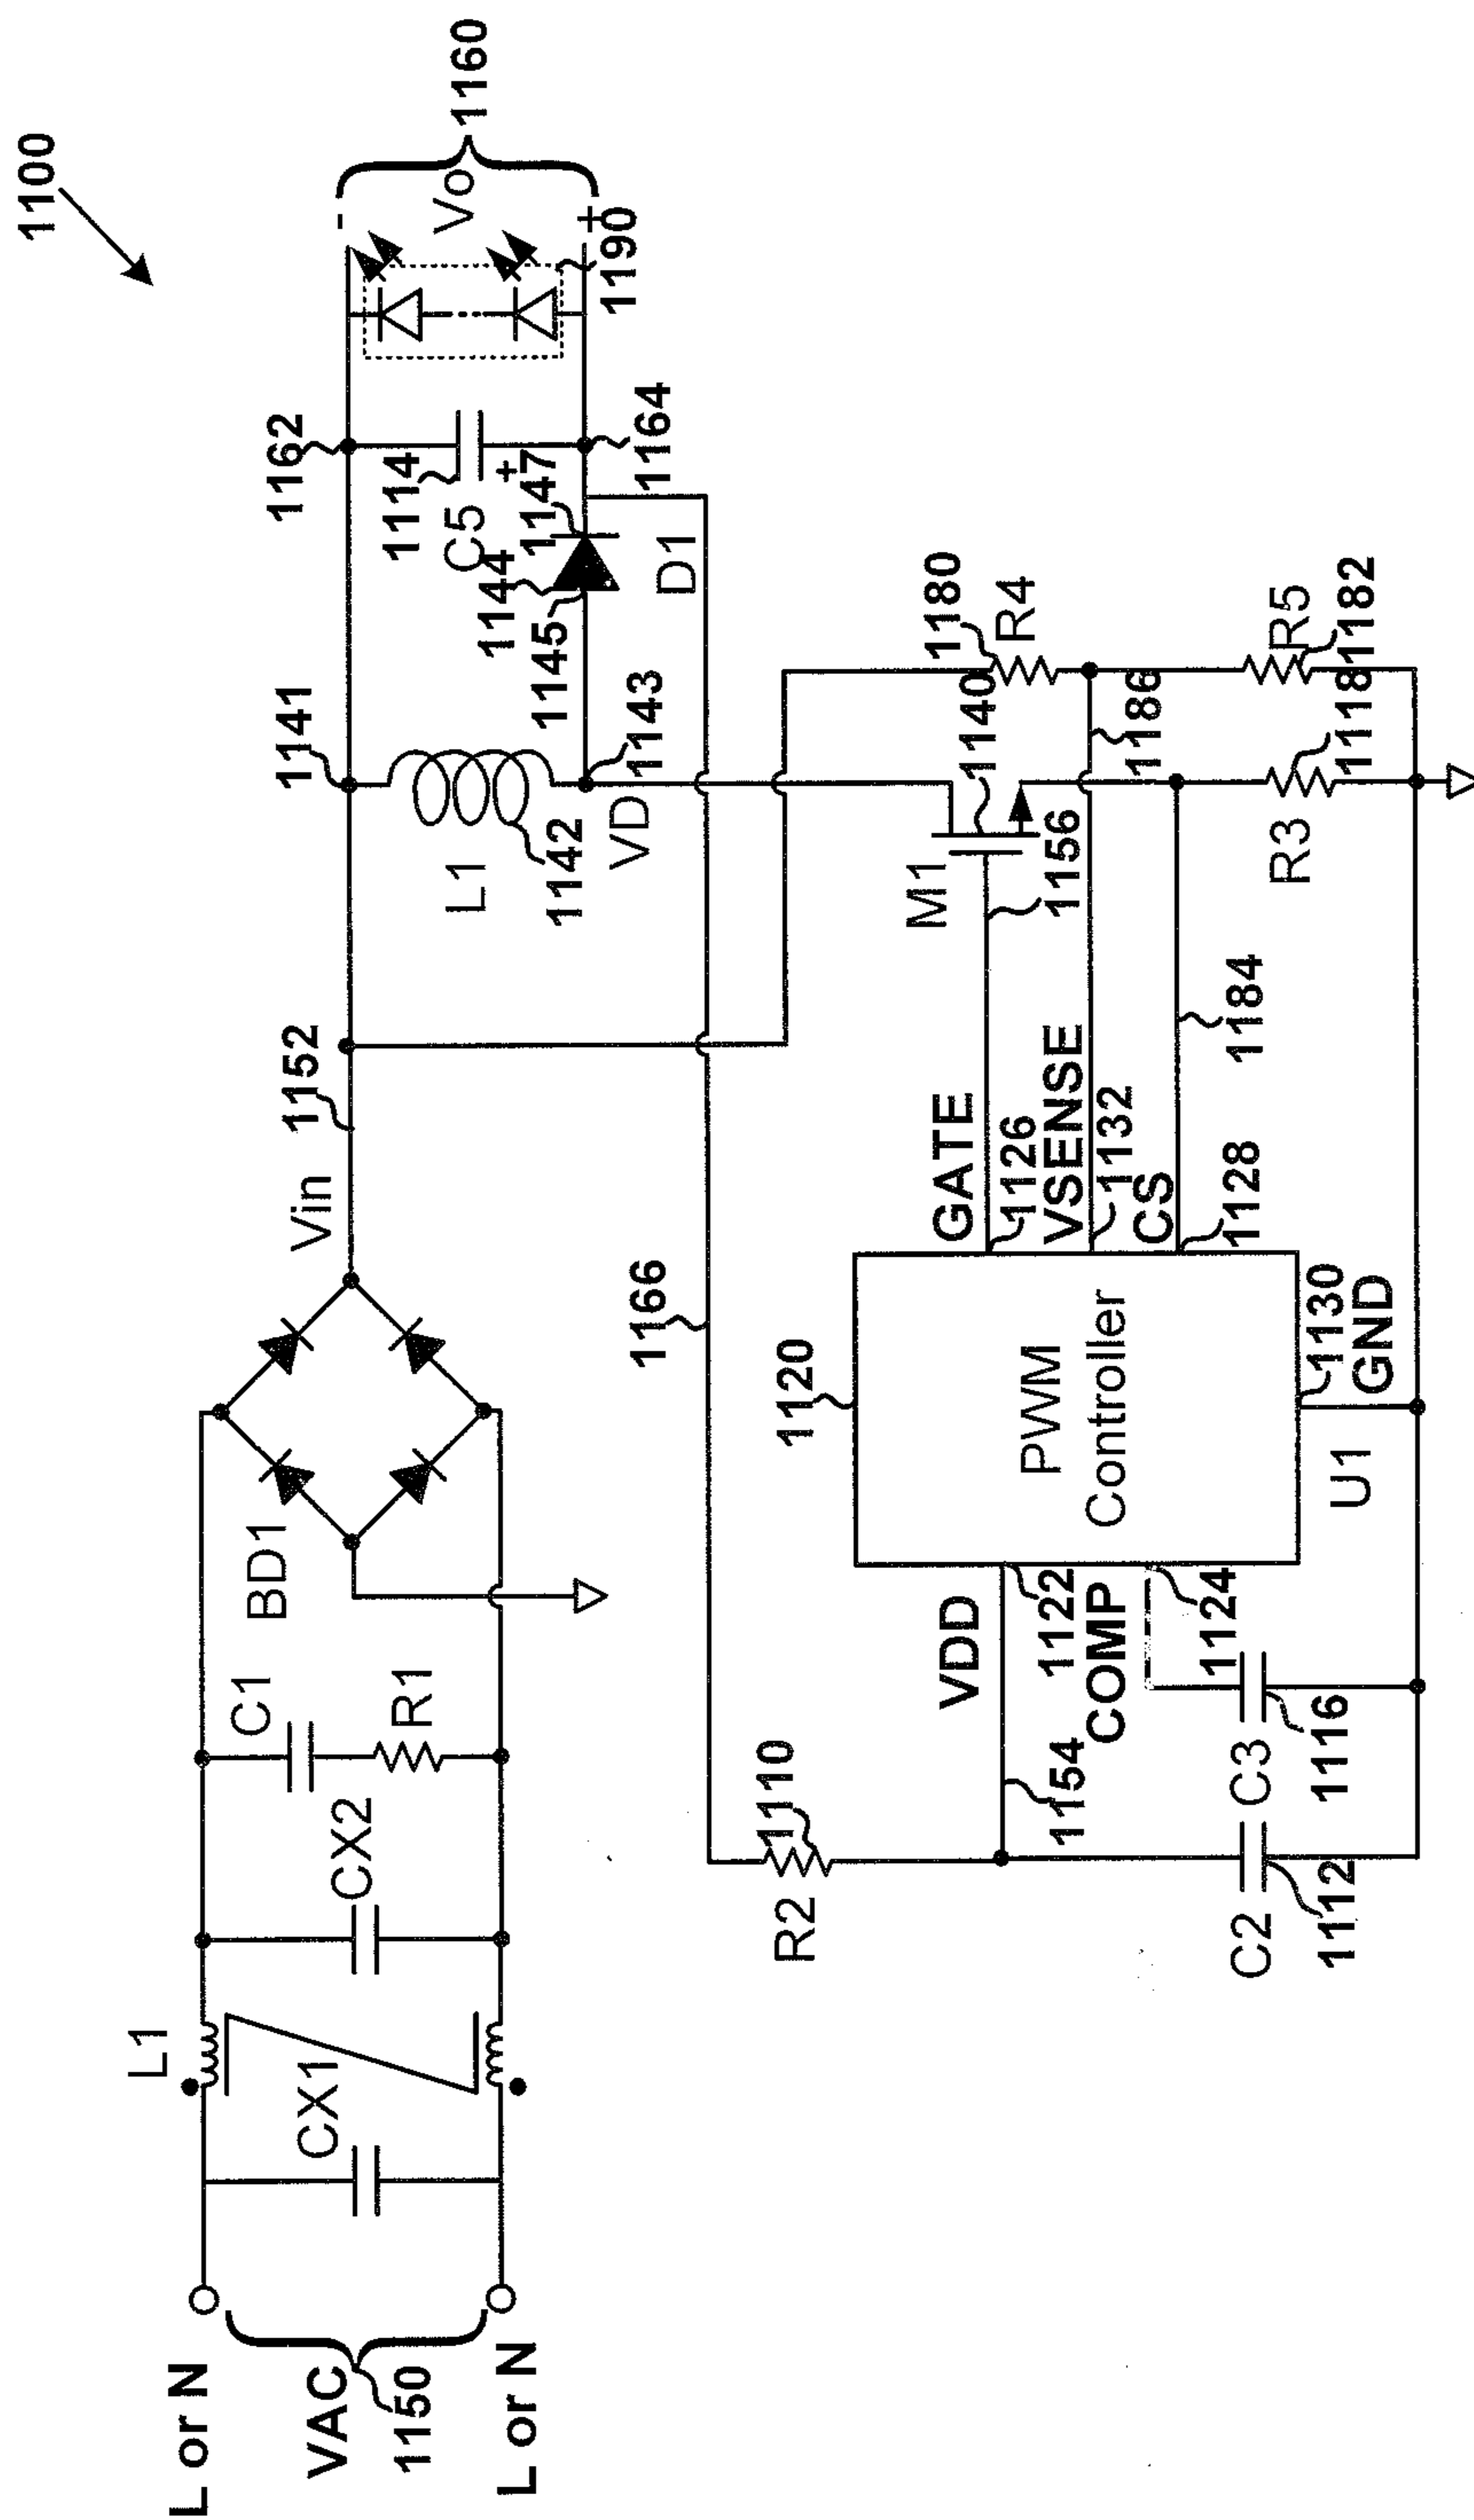 1100
L or N
VAC
1150
L or N
L1
CX1
CX2
C1
R1
BD1
Vin
1152
1141
L1
1142
VD
1143
1145
1144
1147
D1
1162
1114
C5
+
1164
-
Vo
+
1160
1190
1166
R2
1110
1154
VDD
1122
COMP
1124
C2
1112
C3
1116
1120
PWM
Controller
U1
1130
GND
GATE
1126
VSENSE
1132
CS
1128
1184
M1
1156
1140
1186
1180
R4
R5
1182
1118
R3